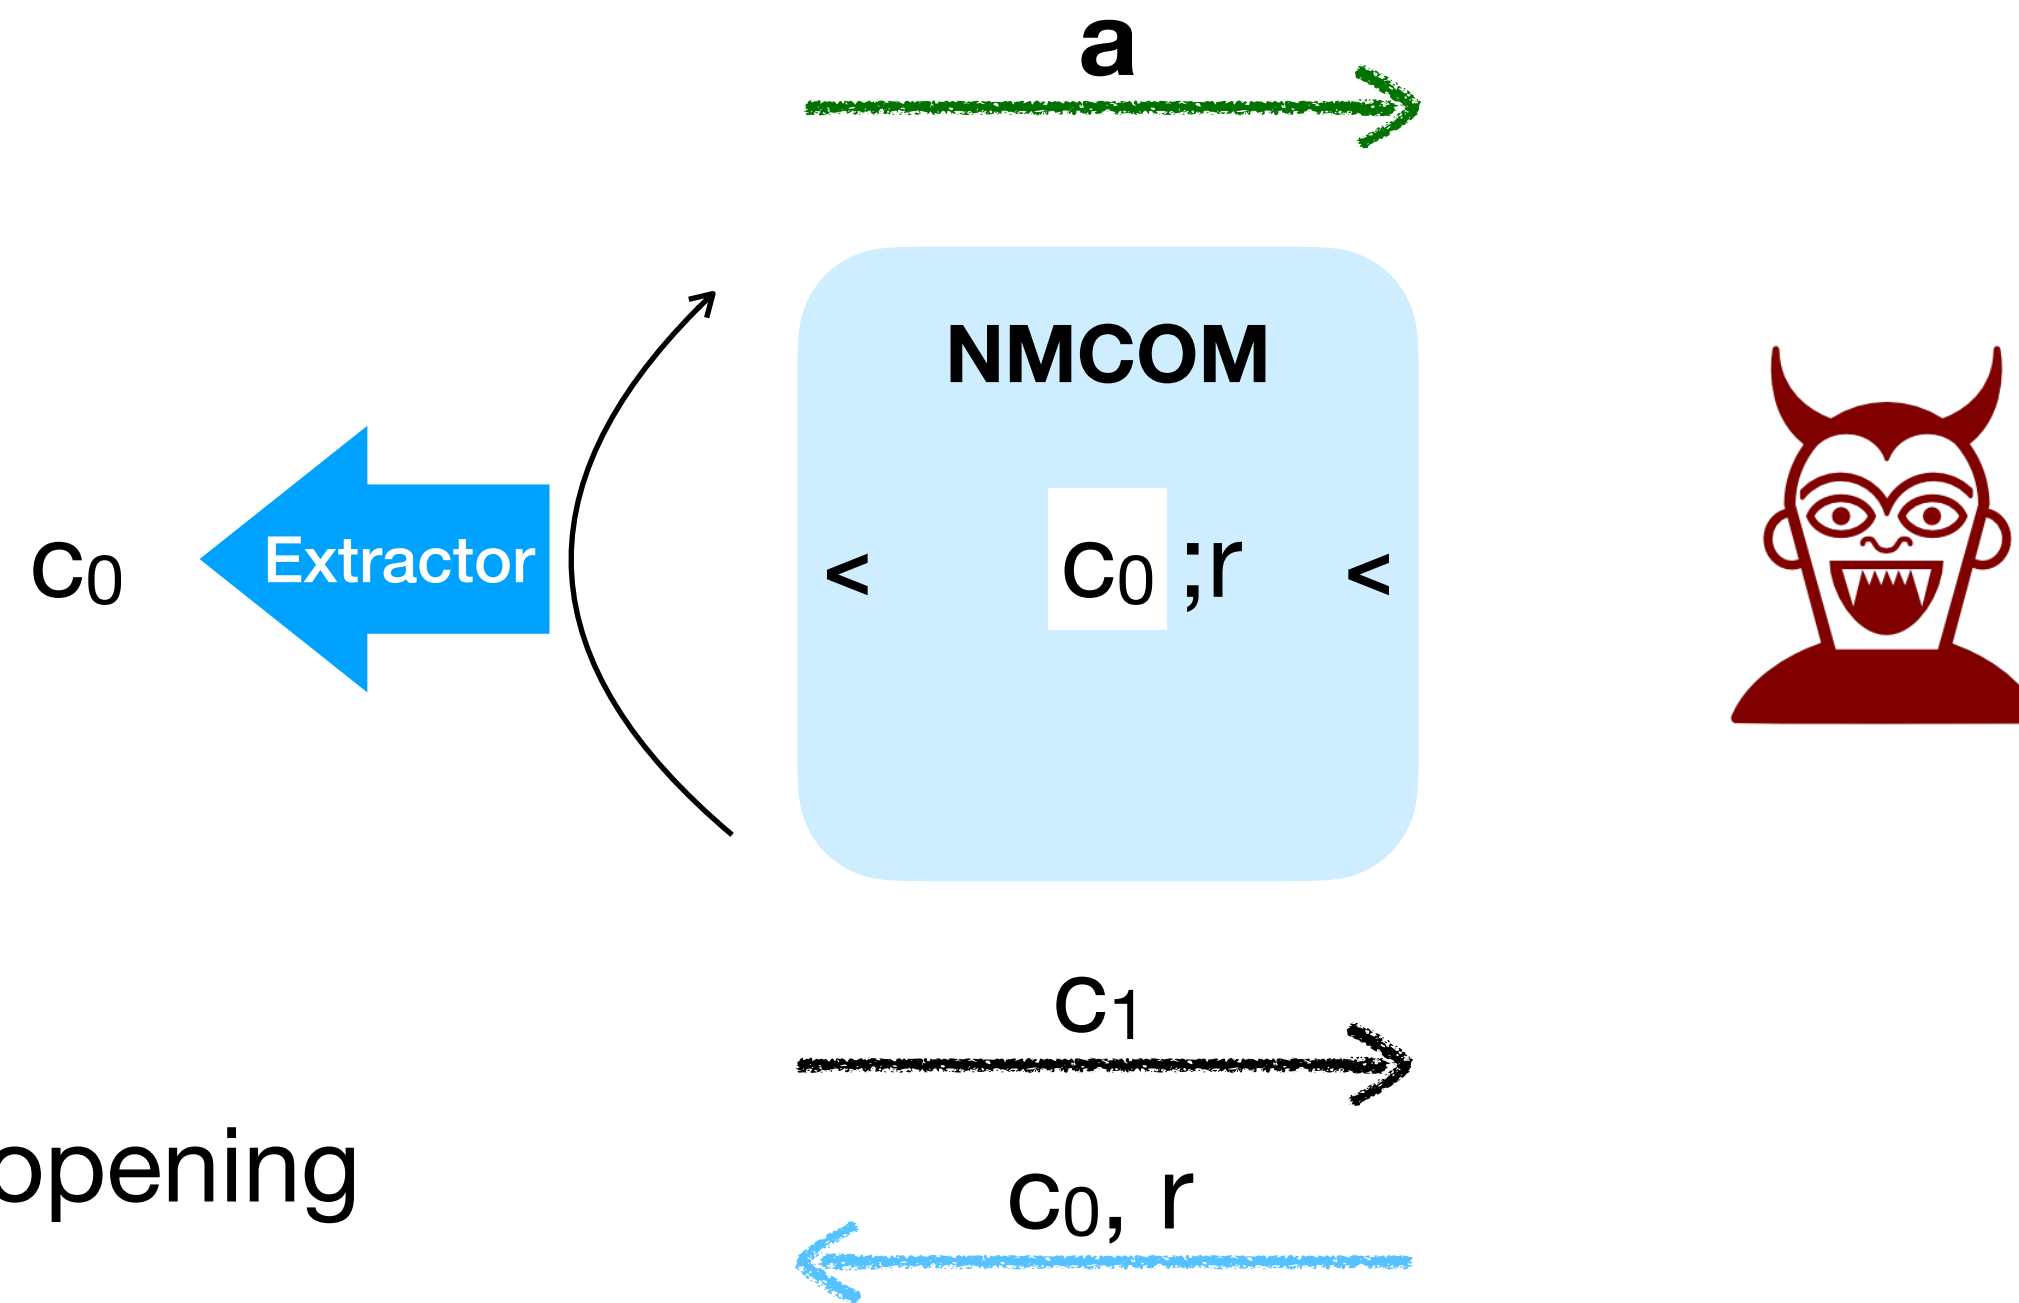 a
NMCOM
c₀ Extractor < c₀ ;r <
c₁
opening
c₀, r